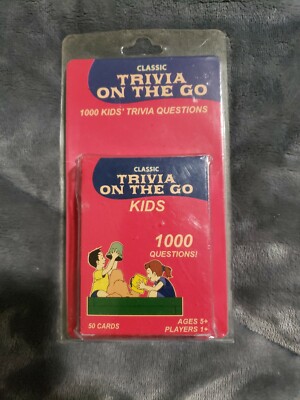 CLASSIC
TRIVIA
ON THE GO
1000 KIDS' TRIVIA QUESTIONS
CLASSIC
TRIVIA
ON THE GO
KIDS
1000
QUESTIONS!
50 CARDS
AGES 5+
PLAYERS 1+